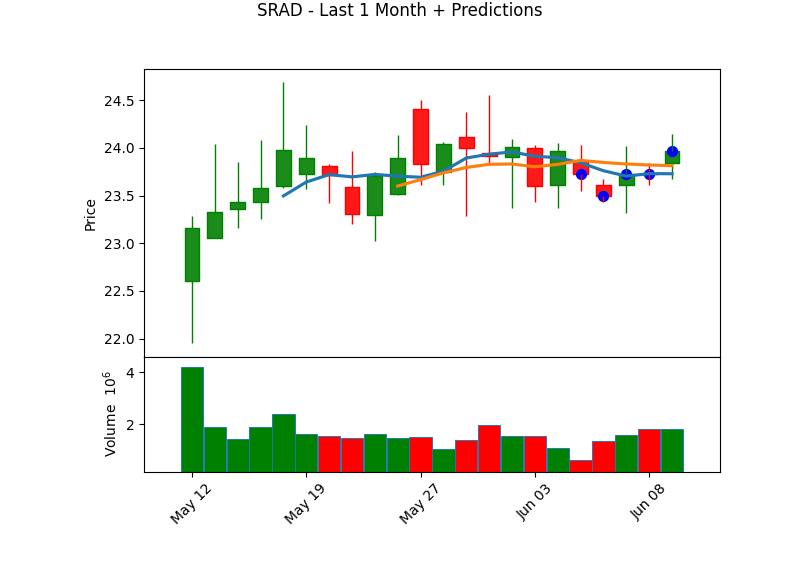 SRAD - Last 1 Month + Predictions
24.5
24.0
23.5
23.0
22.5
22.0
Price
4
2
Volume 10^6
May 12
May 19
May 27
Jun 03
Jun 08